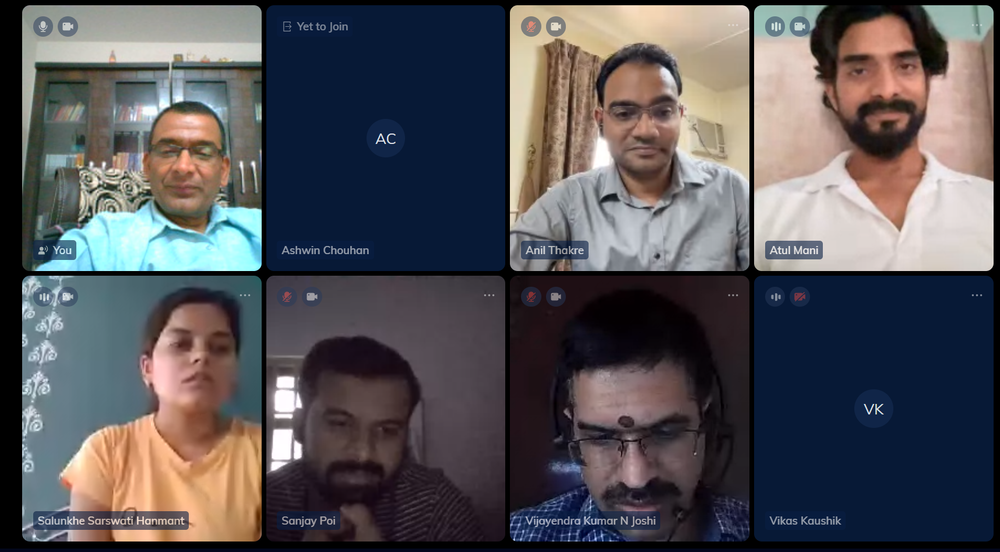 Yet to Join
AC
You
Ashwin Chouhan
Anil Thakre
Atul Mani
VK
Salunkhe Sarswati Hanmant
Sanjay Poi
Vijayendra Kumar N Joshi
Vikas Kaushik